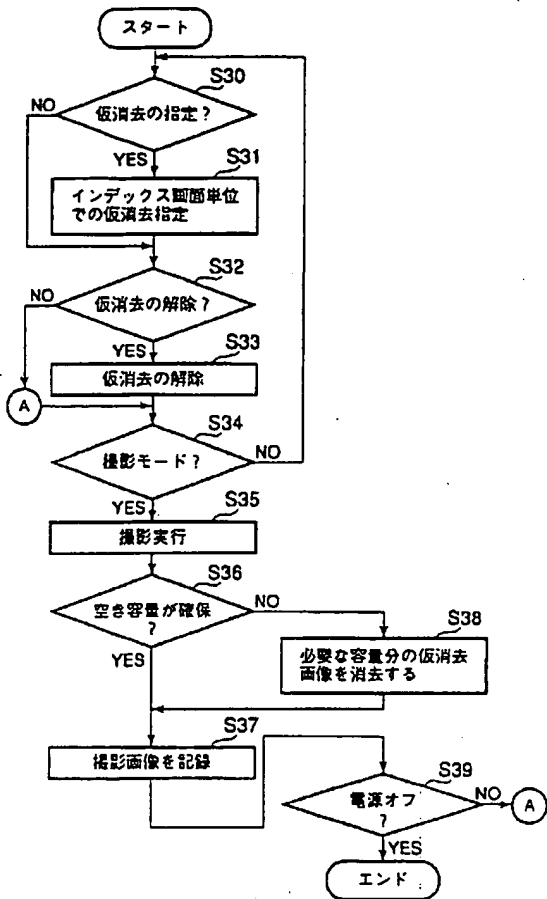 スタート
S30
仮消去の指定?
NO
YES
S31
インデックス画面単位
での仮消去指定
S32
仮消去の解除?
NO
YES
S33
仮消去の解除
A
S34
撮影モード?
NO
YES
S35
撮影実行
S36
空き容量が確保
?
NO
YES
S38
必要な容量分の仮消去
画像を消去する
S37
撮影画像を記録
S39
電源オフ
?
NO
A
YES
エンド